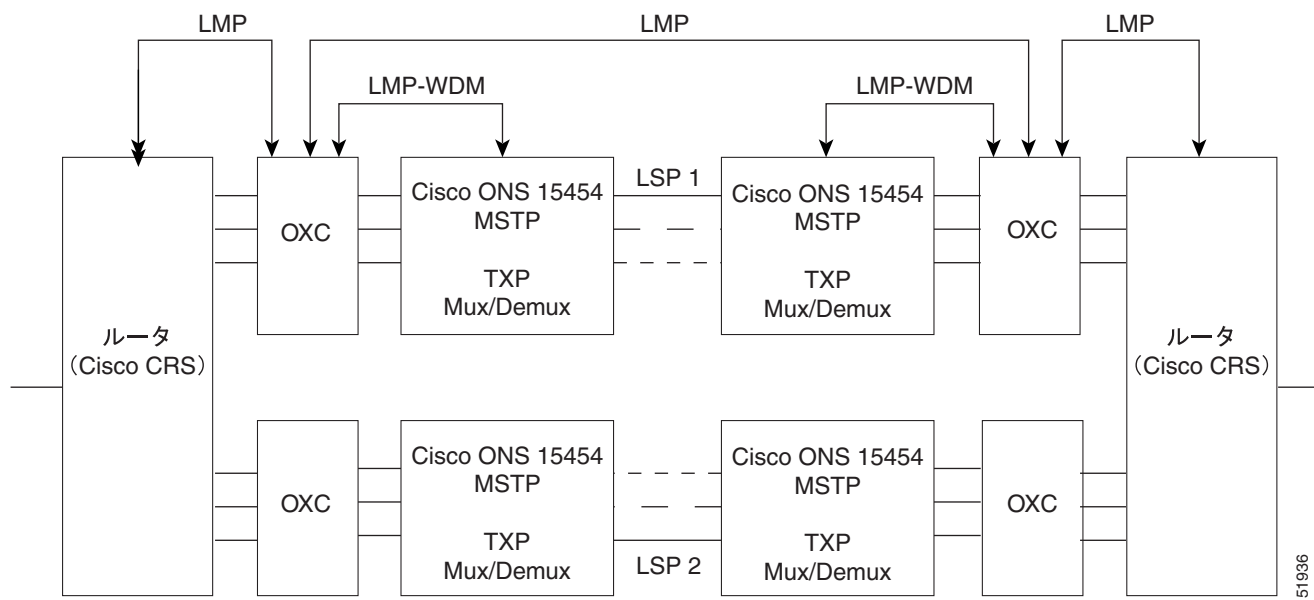 LMP
LMP
LMP
LMP-WDM
LMP-WDM
OXC
Cisco ONS 15454
MSTP
TXP
Mux/Demux
LSP 1
Cisco ONS 15454
MSTP
TXP
Mux/Demux
OXC
ルータ
（Cisco CRS）
ルータ
（Cisco CRS）
OXC
Cisco ONS 15454
MSTP
TXP
Mux/Demux
LSP 2
Cisco ONS 15454
MSTP
TXP
Mux/Demux
OXC
51936